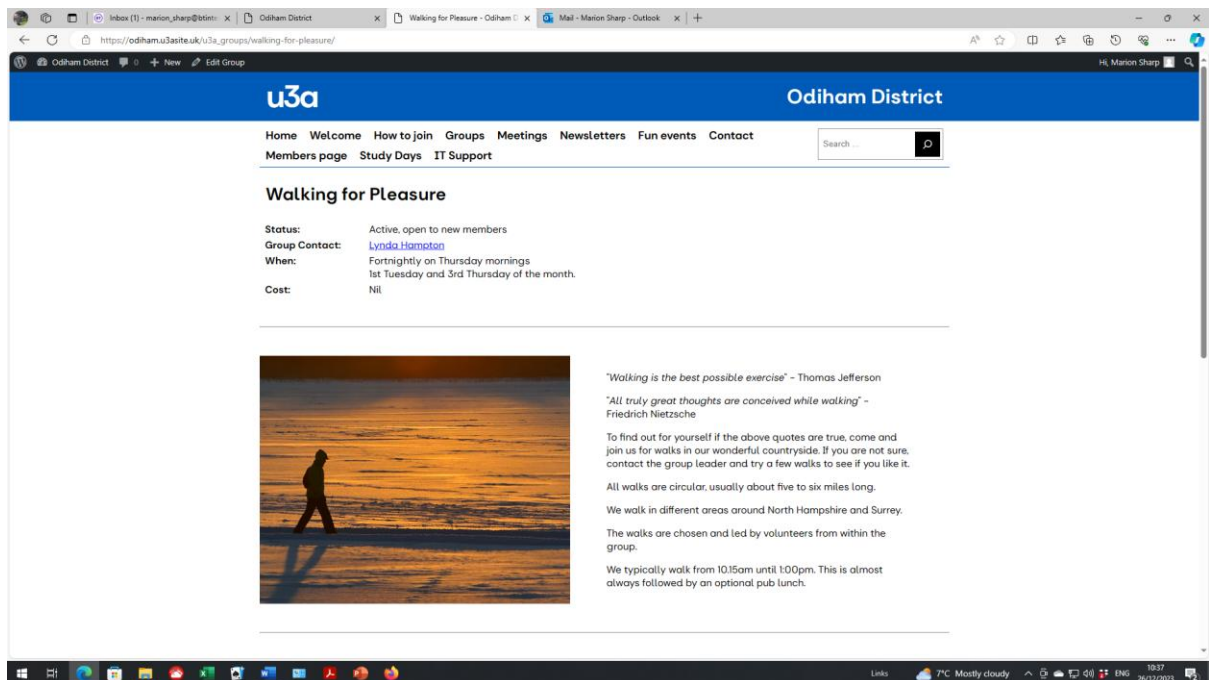 Inbox (1) - marion_sharp@btinte
Odiham District
Walling for Pleasure - Odiham D
Mail - Marion Sharp - Outlook
https://odiham.u3asite.uk/u3a_groups/walking-for-pleasure/
Odiham District 0 + New Edit Group
Hi, Marion Sharp
u3a
Odiham District
Home Welcome How to join Groups Meetings Newsletters Fun events Contact
Members page Study Days IT Support
Search ...
Walking for Pleasure
Status: Active, open to new members
Group Contact: Lynda Hampton
When: Fortnightly on Thursday mornings
1st Tuesday and 3rd Thursday of the month.
Cost: Nil
"Walking is the best possible exercise" – Thomas Jefferson
"All truly great thoughts are conceived while walking" –
Friedrich Nietzsche
To find out for yourself if the above quotes are true, come and
join us for walks in our wonderful countryside. If you are not sure,
contact the group leader and try a few walks to see if you like it.
All walks are circular, usually about five to six miles long.
We walk in different areas around North Hampshire and Surrey.
The walks are chosen and led by volunteers from within the
group.
We typically walk from 10.15am until 1:00pm. This is almost
always followed by an optional pub lunch.
Links
7°C Mostly cloudy
ENG
10:37
26/12/2023